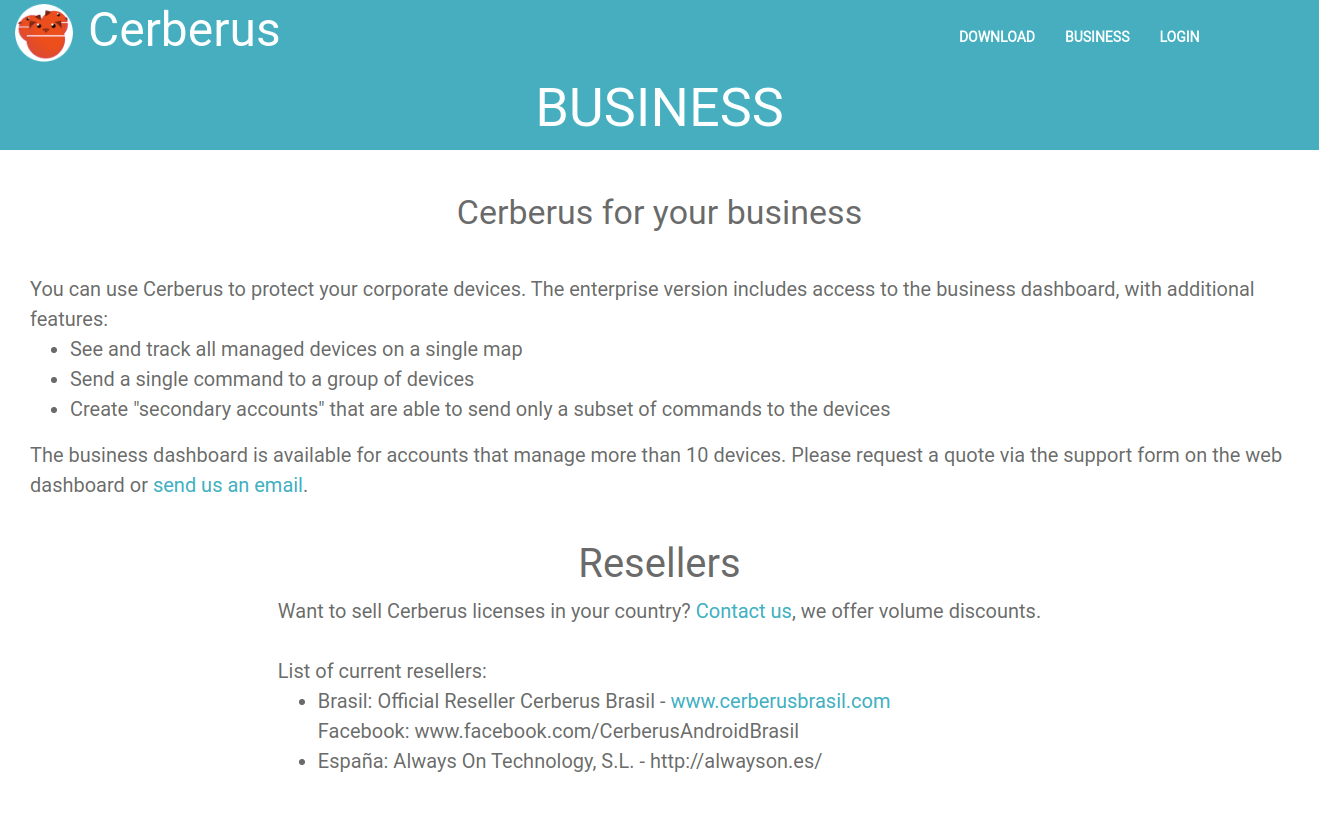 Cerberus
DOWNLOAD BUSINESS LOGIN
BUSINESS
Cerberus for your business
You can use Cerberus to protect your corporate devices. The enterprise version includes access to the business dashboard, with additional
features:
• See and track all managed devices on a single map
• Send a single command to a group of devices
• Create "secondary accounts" that are able to send only a subset of commands to the devices
The business dashboard is available for accounts that manage more than 10 devices. Please request a quote via the support form on the web
dashboard or send us an email.
Resellers
Want to sell Cerberus licenses in your country? Contact us, we offer volume discounts.
List of current resellers:
• Brasil: Official Reseller Cerberus Brasil - www.cerberusbrasil.com
Facebook: www.facebook.com/CerberusAndroidBrasil
• España: Always On Technology, S.L. - http://alwayson.es/